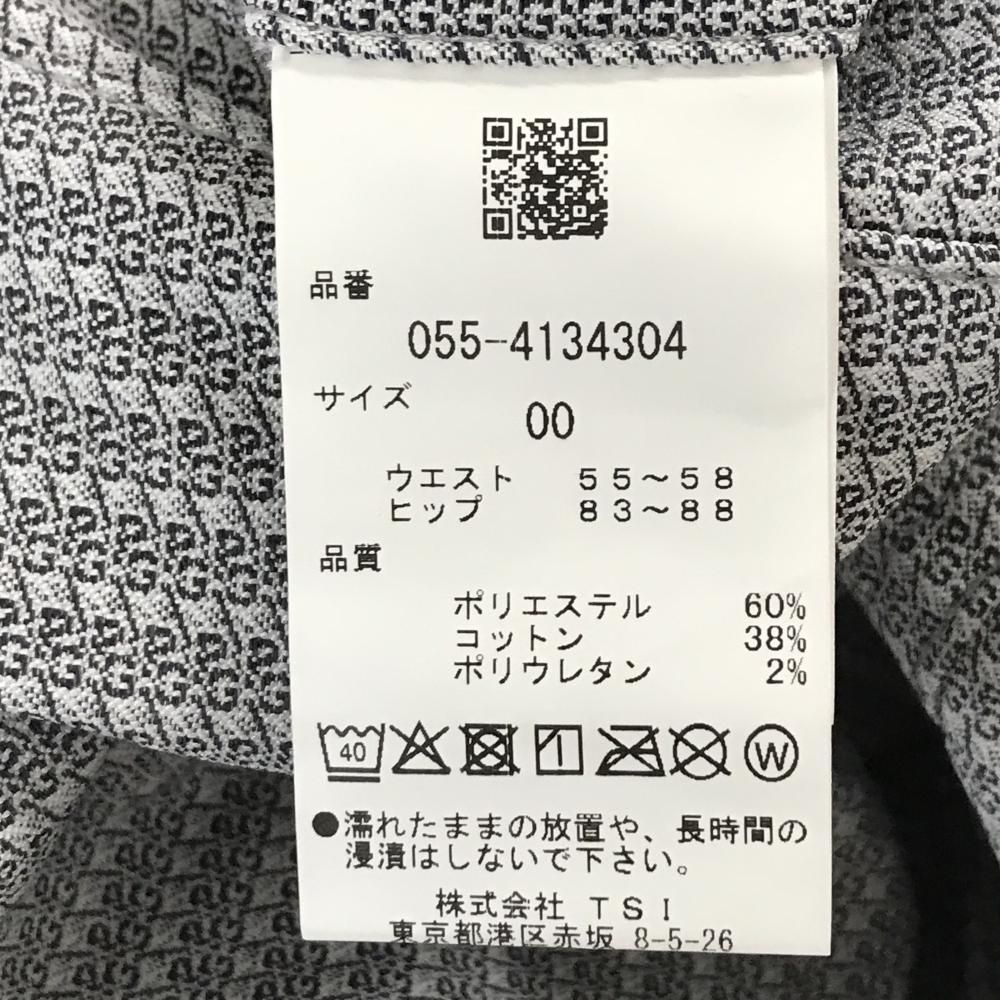 品番
055-4134304
サイズ
00
ウエスト 55~58
ヒップ 83~88
品質
ポリエステル 60%
コットン 38%
ポリウレタン 2%
40 W
●濡れたままの放置や、長時間の
浸漬はしないで下さい。
株式会社 TSI
東京都港区赤坂 8-5-26